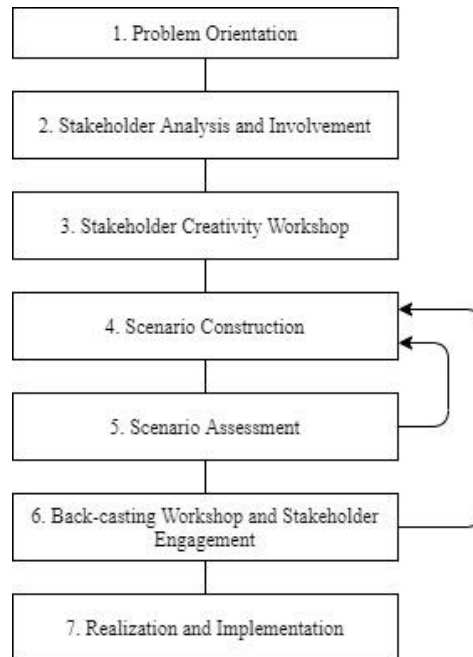 1. Problem Orientation
2. Stakeholder Analysis and Involvement
3. Stakeholder Creativity Workshop
4. Scenario Construction
5. Scenario Assessment
6. Back-casting Workshop and Stakeholder
Engagement
7. Realization and Implementation